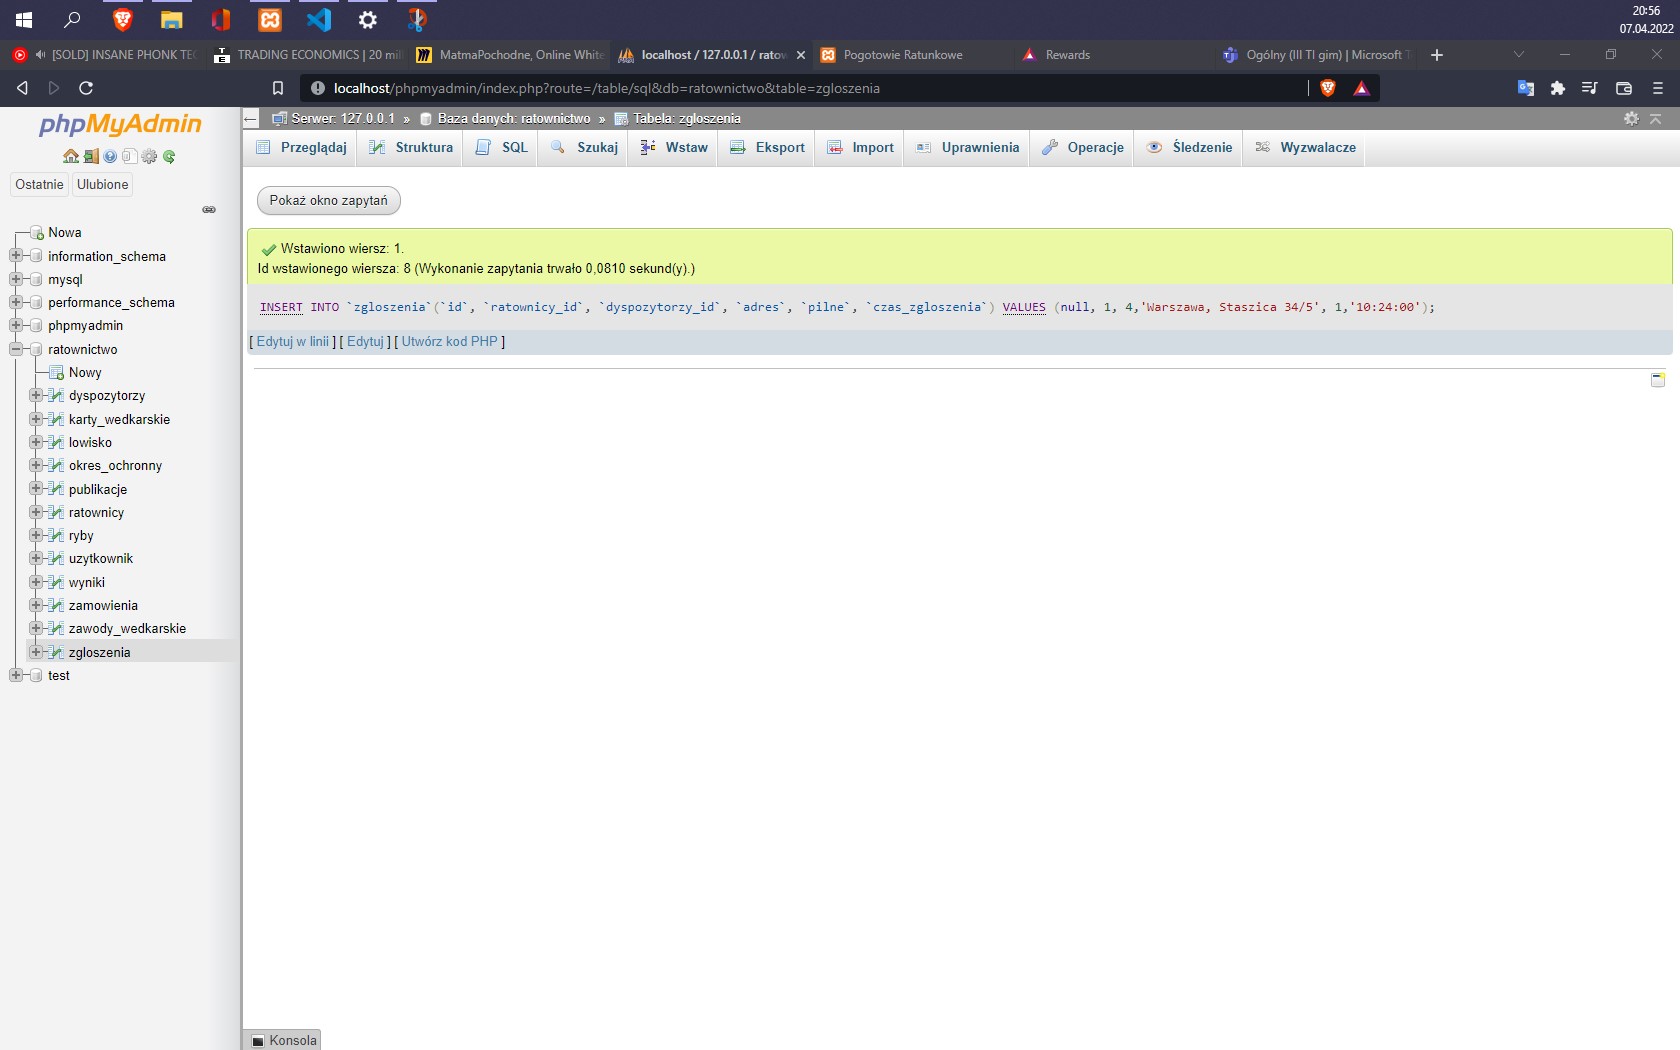 20:56
07.04.2022
[SOLD] INSANE PHONK TEC
TRADING ECONOMICS | 20 mil
MatmaPochodne, Online White
localhost / 127.0.0.1 / ratow
Pogotowie Ratunkowe
Rewards
Ogólny (III TI gim) | Microsoft T
localhost/phpmyadmin/index.php?route=/table/sql&db=ratownictwo&table=zgloszenia
phpMyAdmin
Ostatnie
Ulubione
Nowa
information_schema
mysql
performance_schema
phpmyadmin
ratownictwo
Nowy
dyspozytorzy
karty_wedkarskie
lowisko
okres_ochronny
publikacje
ratownicy
ryby
uzytkownik
wyniki
zamowienia
zawody_wedkarskie
zgloszenia
test
Serwer: 127.0.0.1 » Baza danych: ratownictwo » Tabela: zgloszenia
Przeglądaj Struktura SQL Szukaj Wstaw Eksport Import Uprawnienia Operacje Śledzenie Wyzwalacze
Pokaż okno zapytań
Wstawiono wiersz: 1.
Id wstawionego wiersza: 8 (Wykonanie zapytania trwało 0,0810 sekund(y).)
INSERT INTO `zgloszenia`(`id`, `ratownicy_id`, `dyspozytorzy_id`, `adres`, `pilne`, `czas_zgloszenia`) VALUES (null, 1, 4,'Warszawa, Staszica 34/5', 1,'10:24:00');
[ Edytuj w linii ] [ Edytuj ] [ Utwórz kod PHP ]
Konsola